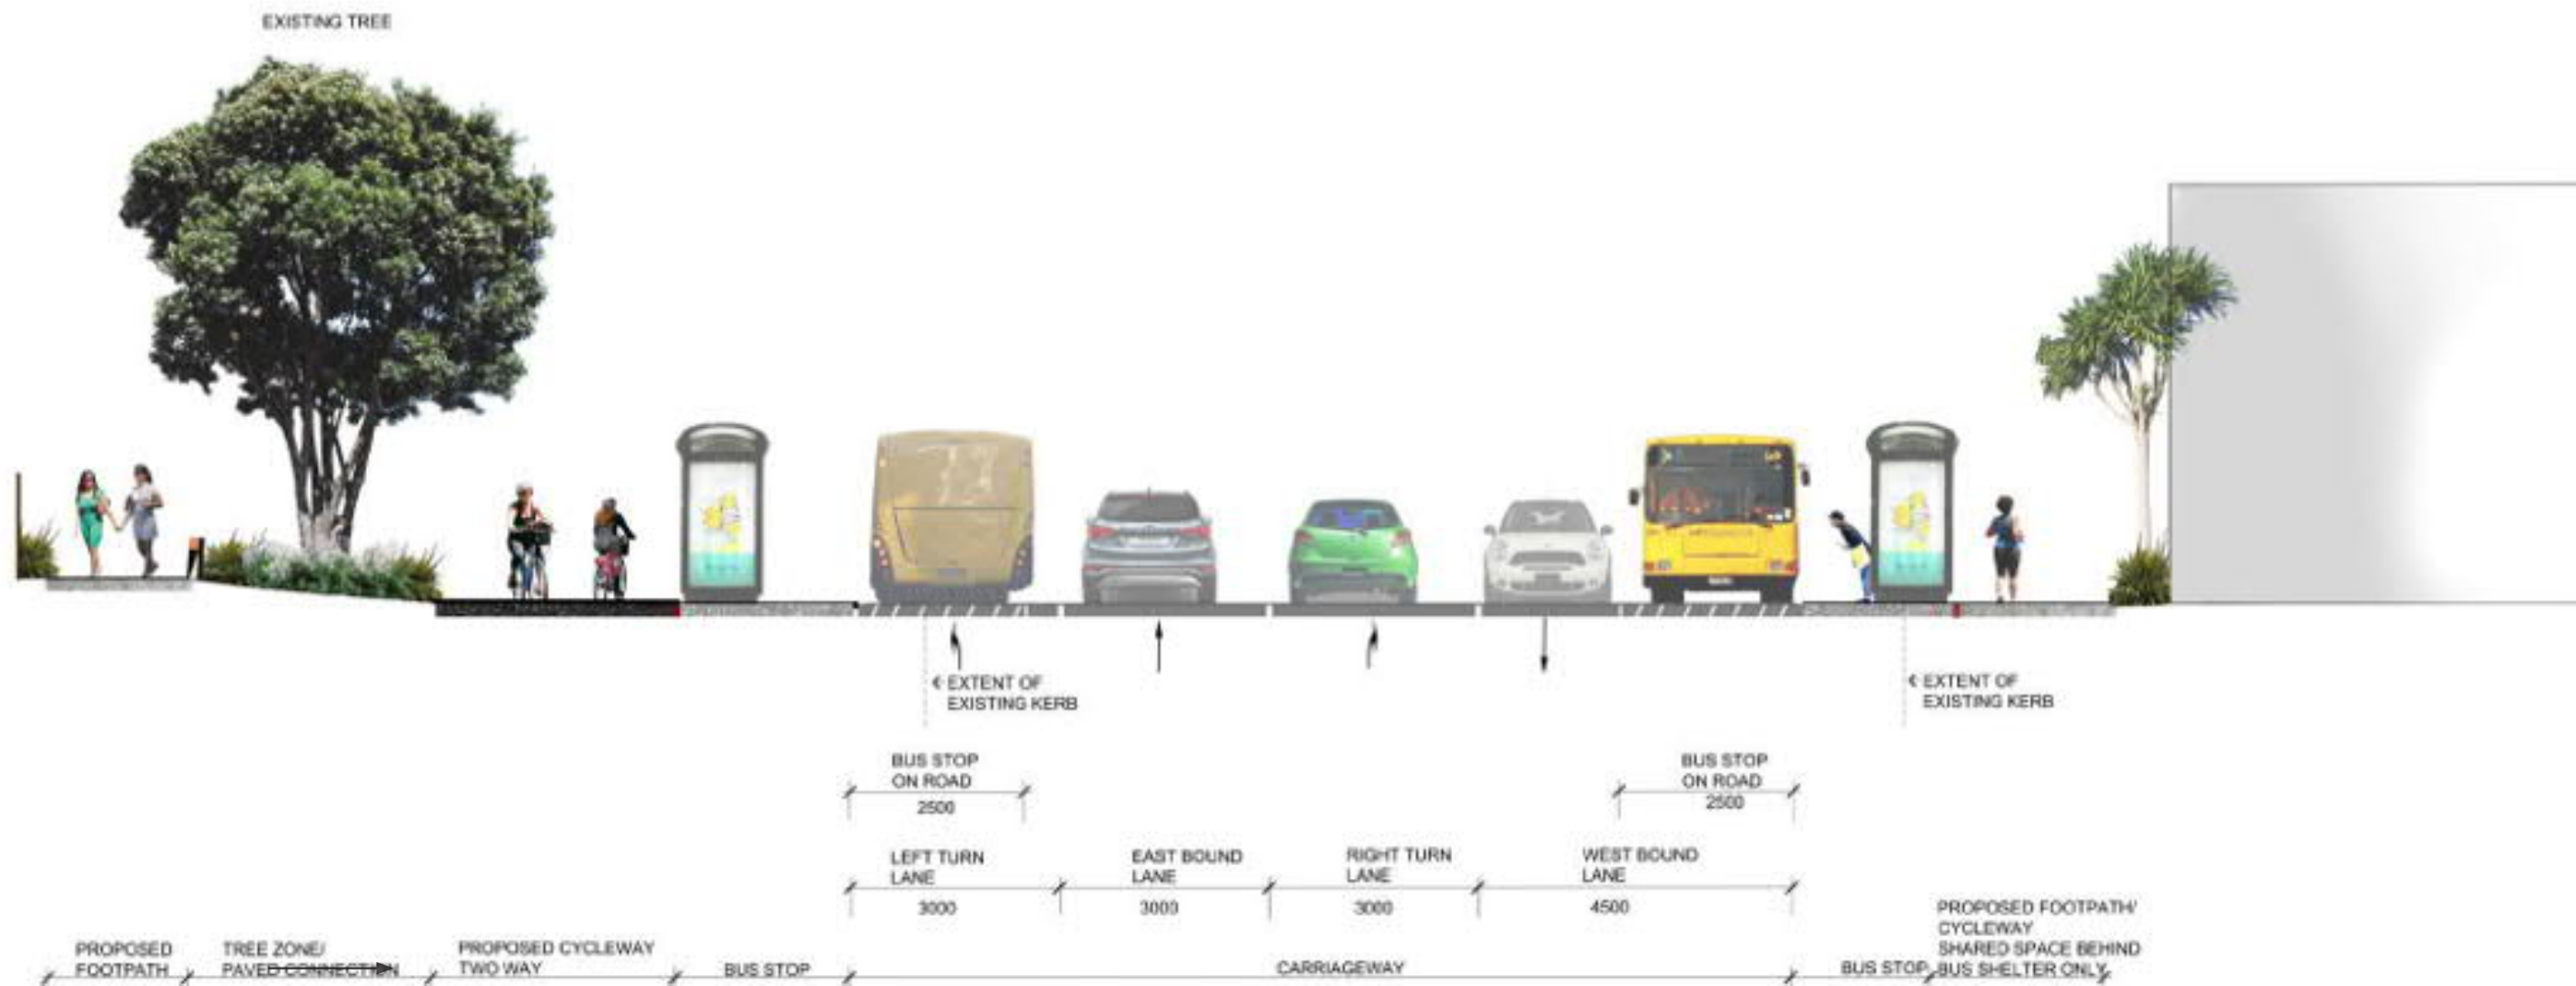 EXISTING TREE
EXTENT OF
EXISTING KERB
EXTENT OF
EXISTING KERB
BUS STOP
ON ROAD
2500
BUS STOP
ON ROAD
2500
LEFT TURN
LANE
3000
EAST BOUND
LANE
3000
RIGHT TURN
LANE
3000
WEST BOUND
LANE
4500
PROPOSED
FOOTPATH
TREE ZONE/
PAVED CONNECTION
PROPOSED CYCLEWAY
TWO WAY
BUS STOP
CARRIAGEWAY
BUS STOP
PROPOSED FOOTPATH/
CYCLEWAY
SHARED SPACE BEHIND
BUS SHELTER ONLY